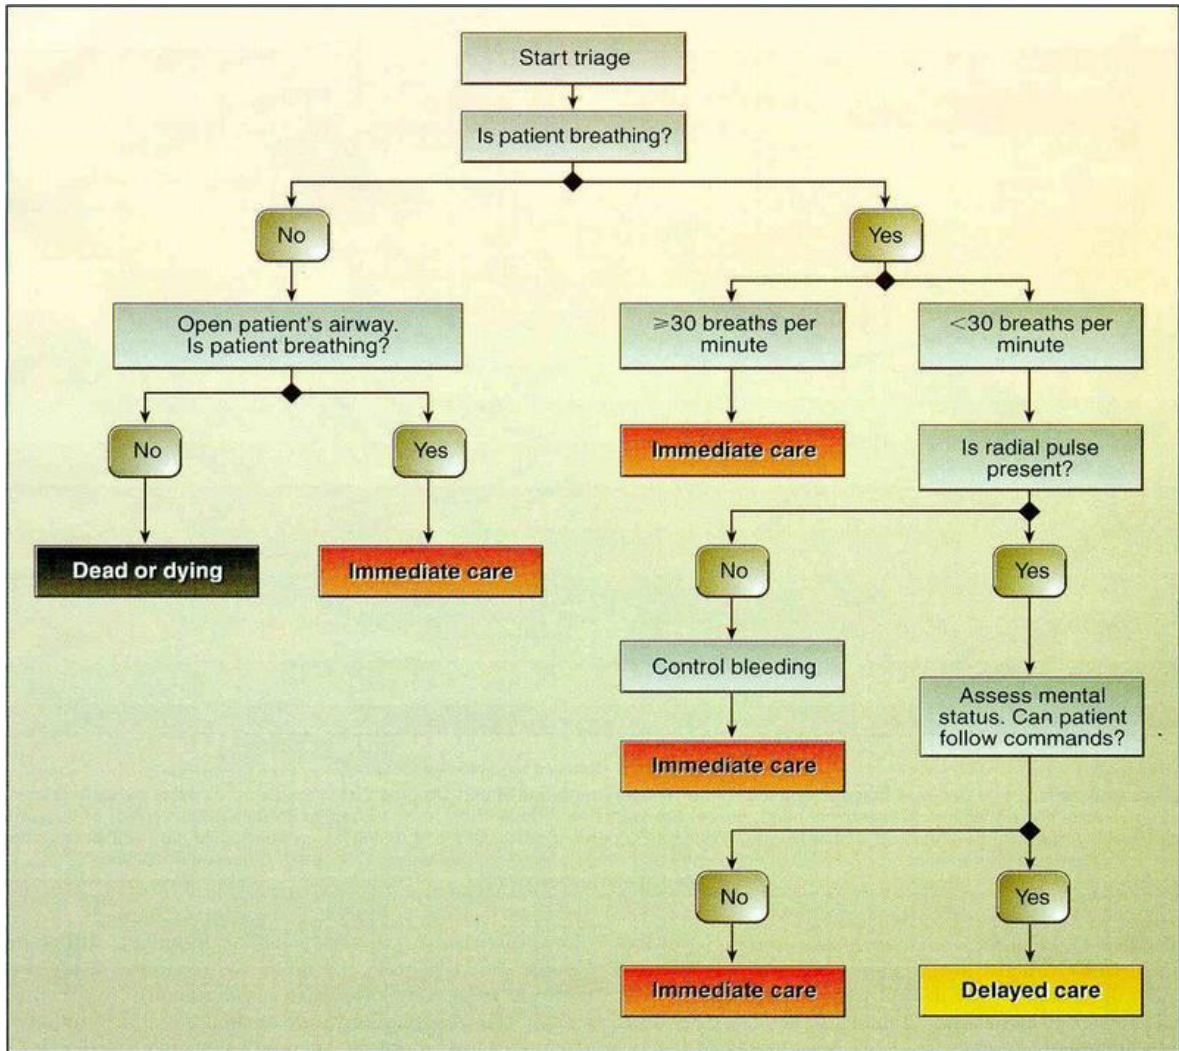 Start triage
Is patient breathing?
No
Yes
Open patient's airway.
Is patient breathing?
≥30 breaths per
minute
<30 breaths per
minute
No
Yes
Immediate care
Is radial pulse
present?
Dead or dying
Immediate care
No
Yes
Control bleeding
Assess mental
status. Can patient
follow commands?
Immediate care
No
Yes
Immediate care
Delayed care